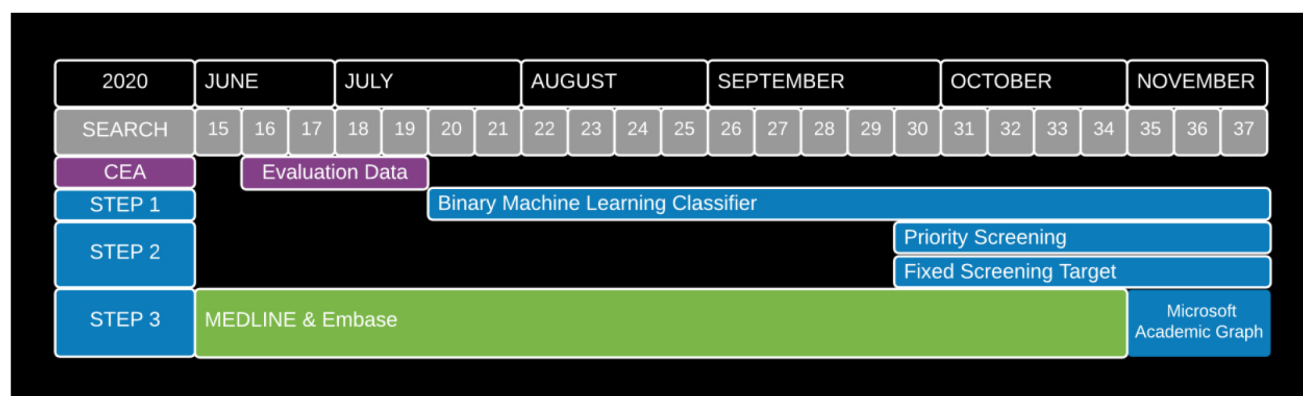 2020 JUNE JULY AUGUST SEPTEMBER OCTOBER NOVEMBER
SEARCH 15 16 17 18 19 20 21 22 23 24 25 26 27 28 29 30 31 32 33 34 35 36 37
CEA Evaluation Data
STEP 1 Binary Machine Learning Classifier
STEP 2
Priority Screening
Fixed Screening Target
STEP 3 MEDLINE & Embase
Microsoft
Academic Graph